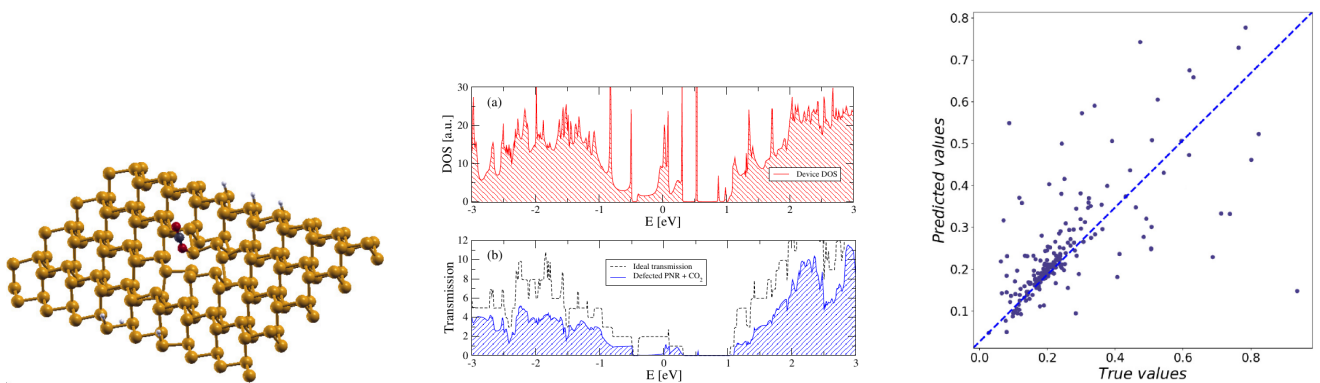 (a)
30
20
10
0
DOS [a.u.]
Device DOS
-3 -2 -1 0 1 2 3
E [eV]
(b)
12
10
8
6
4
2
0
Transmission
Ideal transmission
Defected PNR + CO2
-3 -2 -1 0 1 2 3
E [eV]
0.8
0.7
0.6
0.5
0.4
0.3
0.2
0.1
Predicted values
0.0 0.2 0.4 0.6 0.8
True values